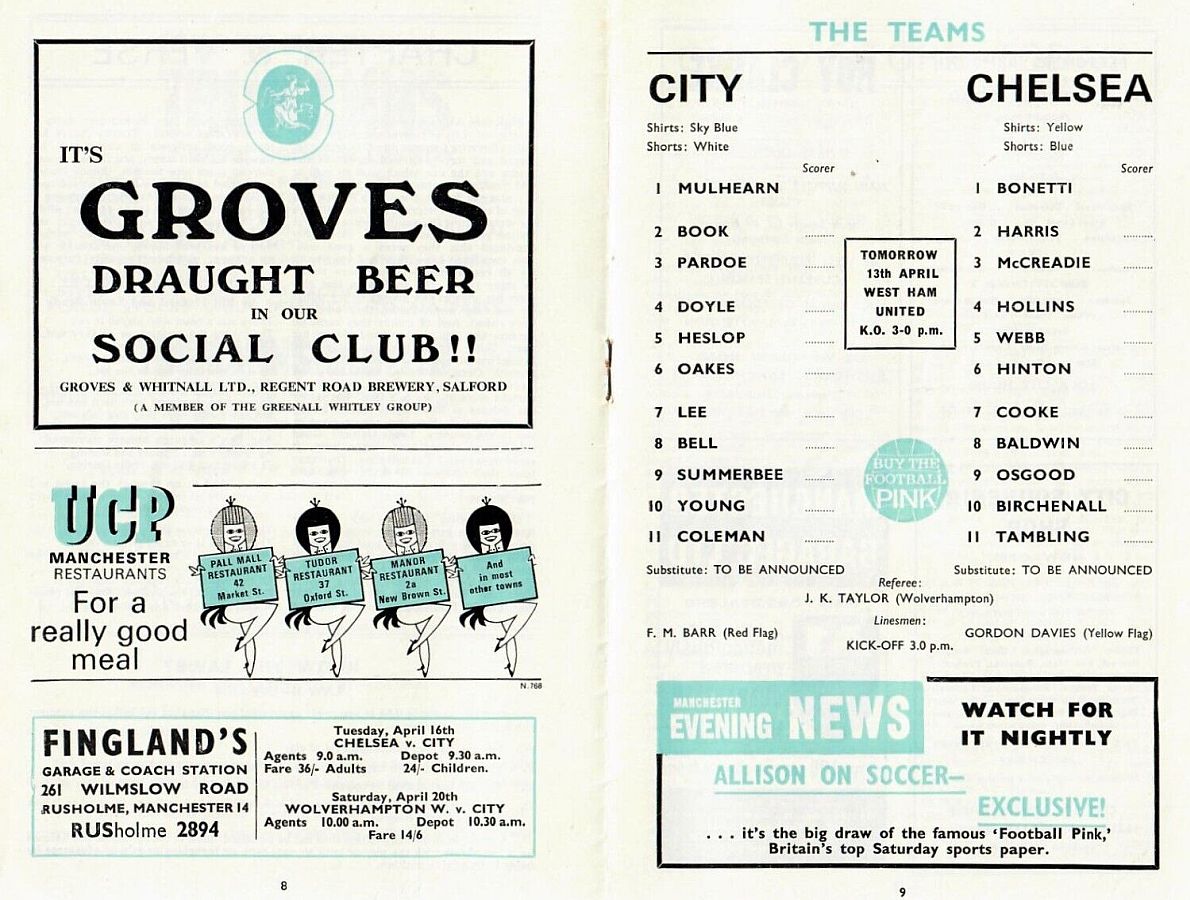 IT'S
GROVES
DRAUGHT BEER
IN OUR
SOCIAL CLUB!!
GROVES & WHITNALL LTD., REGENT ROAD BREWERY, SALFORD
(A MEMBER OF THE GREENALL WHITLEY GROUP)
UCP
MANCHESTER
RESTAURANTS
For a
really good
meal
PALL MALL
RESTAURANT
42
Market St.
TUDOR
RESTAURANT
37
Oxford St.
MANOR
RESTAURANT
2a
New Brown St.
And
in most
other towns
N.768
FINGLAND'S
GARAGE & COACH STATION
261 WILMSLOW ROAD
RUSHOLME, MANCHESTER 14
RUSholme 2894
Tuesday, April 16th
CHELSEA v. CITY
Agents 9.0 a.m. Depot 9.30 a.m.
Fare 36/- Adults 24/- Children.
Saturday, April 20th
WOLVERHAMPTON W. v. CITY
Agents 10.00 a.m. Depot 10.30 a.m.
Fare 14/6
8
THE TEAMS
CITY
Shirts: Sky Blue
Shorts: White
Scorer
1 MULHEARN
2 BOOK ........
3 PARDOE ........
4 DOYLE ........
5 HESLOP ........
6 OAKES ........
7 LEE ........
8 BELL ........
9 SUMMERBEE ........
10 YOUNG ........
11 COLEMAN ........
Substitute: TO BE ANNOUNCED
TOMORROW
13th APRIL
WEST HAM
UNITED
K.O. 3-0 p.m.
BUY THE
FOOTBALL
PINK
CHELSEA
Shirts: Yellow
Shorts: Blue
Scorer
1 BONETTI
2 HARRIS ........
3 McCREADIE ........
4 HOLLINS ........
5 WEBB ........
6 HINTON ........
7 COOKE ........
8 BALDWIN ........
9 OSGOOD ........
10 BIRCHENALL ........
11 TAMBLING ........
Substitute: TO BE ANNOUNCED
Referee:
J. K. TAYLOR (Wolverhampton)
Linesmen:
F. M. BARR (Red Flag) GORDON DAVIES (Yellow Flag)
KICK-OFF 3.0 p.m.
MANCHESTER
EVENING NEWS
WATCH FOR
IT NIGHTLY
ALLISON ON SOCCER—
EXCLUSIVE!
. . . it's the big draw of the famous 'Football Pink,'
Britain's top Saturday sports paper.
9